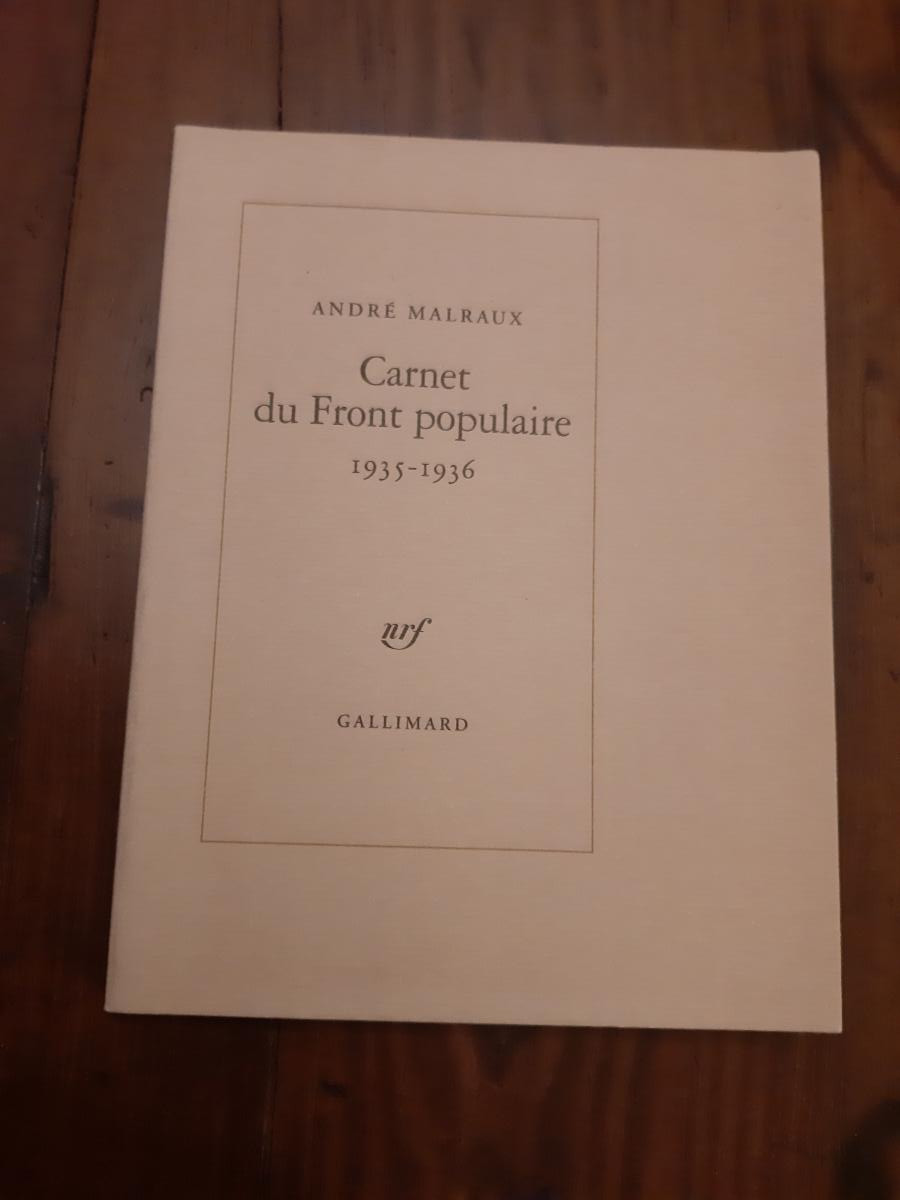 ANDRÉ MALRAUX
Carnet
du Front populaire
1935-1936
nrf
GALLIMARD